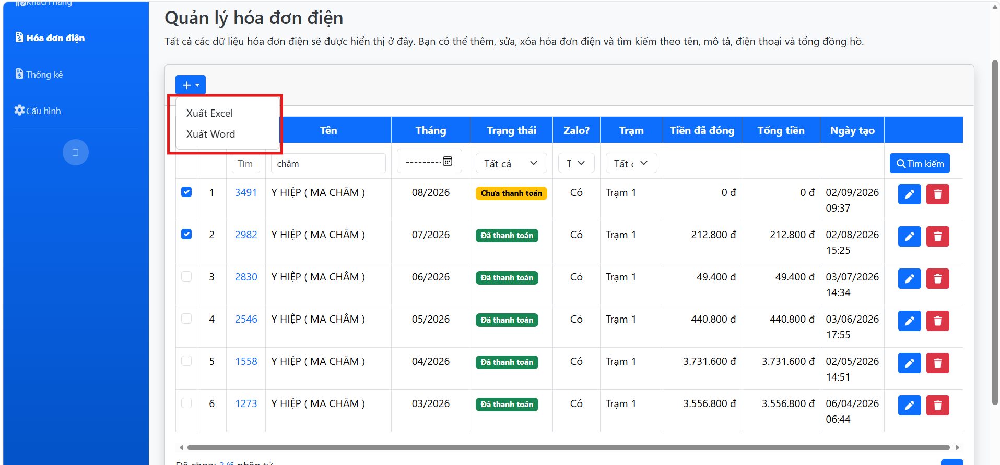 Khách hàng
Hóa đơn điện
Thống kê
Cấu hình
Quản lý hóa đơn điện
Tất cả các dữ liệu hóa đơn điện sẽ được hiển thị ở đây. Bạn có thể thêm, sửa, xóa hóa đơn điện và tìm kiếm theo tên, mô tả, điện thoại và tổng đồng hồ.
Xuất Excel
Xuất Word
Tên Tháng Trạng thái Zalo? Trạm Tiền đã đóng Tổng tiền Ngày tạo
Tìm châm --------- Tất cả T Tất c Tìm kiếm
1 3491 Y HIỆP ( MA CHÂM ) 08/2026 Chưa thanh toán Có Trạm 1 0 đ 0 đ 02/09/2026
09:37
2 2982 Y HIỆP ( MA CHÂM ) 07/2026 Đã thanh toán Có Trạm 1 212.800 đ 212.800 đ 02/08/2026
15:25
3 2830 Y HIỆP ( MA CHÂM ) 06/2026 Đã thanh toán Có Trạm 1 49.400 đ 49.400 đ 03/07/2026
14:34
4 2546 Y HIỆP ( MA CHÂM ) 05/2026 Đã thanh toán Có Trạm 1 440.800 đ 440.800 đ 03/06/2026
17:55
5 1558 Y HIỆP ( MA CHÂM ) 04/2026 Đã thanh toán Có Trạm 1 3.731.600 đ 3.731.600 đ 02/05/2026
14:51
6 1273 Y HIỆP ( MA CHÂM ) 03/2026 Đã thanh toán Có Trạm 1 3.556.800 đ 3.556.800 đ 06/04/2026
06:44
Đã chọn: /6 phần tử